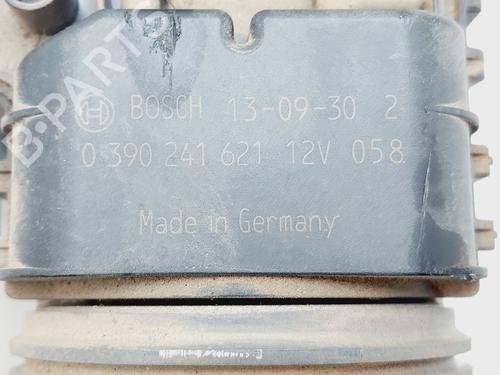 BOSCH 13-09-30 2
0 390 241 621 12V 058
Made in Germany
B-PARTS